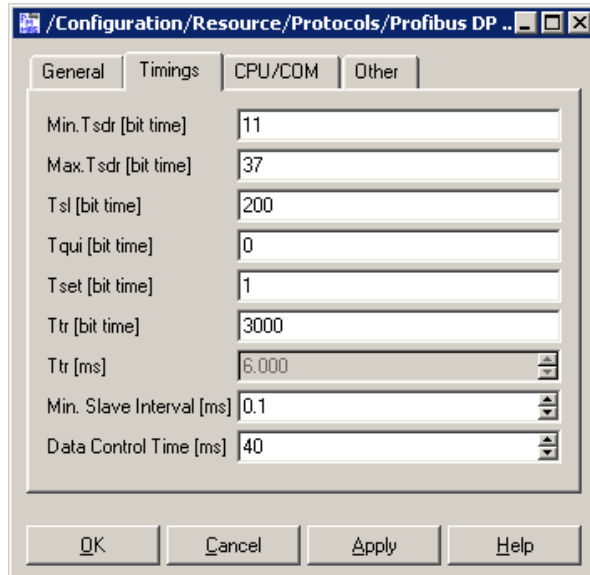 /Configuration/Resource/Protocols/Profibus DP ..
General Timings CPU/COM Other
Min.Tsdr [bit time] 11
Max.Tsdr [bit time] 37
Tsl [bit time] 200
Tqui [bit time] 0
Tset [bit time] 1
Ttr [bit time] 3000
Ttr [ms] 6.000
Min. Slave Interval [ms] 0.1
Data Control Time [ms] 40
OK Cancel Apply Help